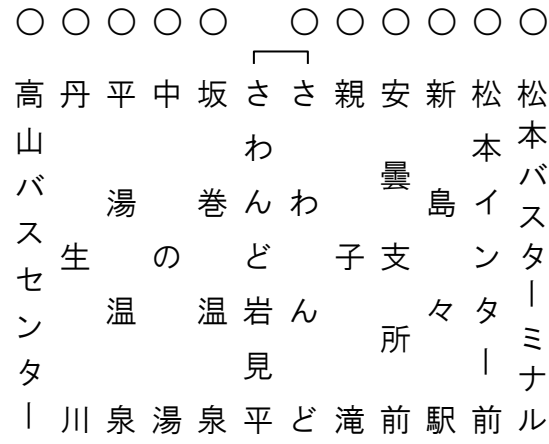 ○○○○○ ○○○○○○
松本バスターミナル
松本インター前
新島々駅
安曇支所前
親子滝
さわんど
さわんど岩見平
坂巻温泉
中の湯
平湯温泉
丹生川
高山バスセンター